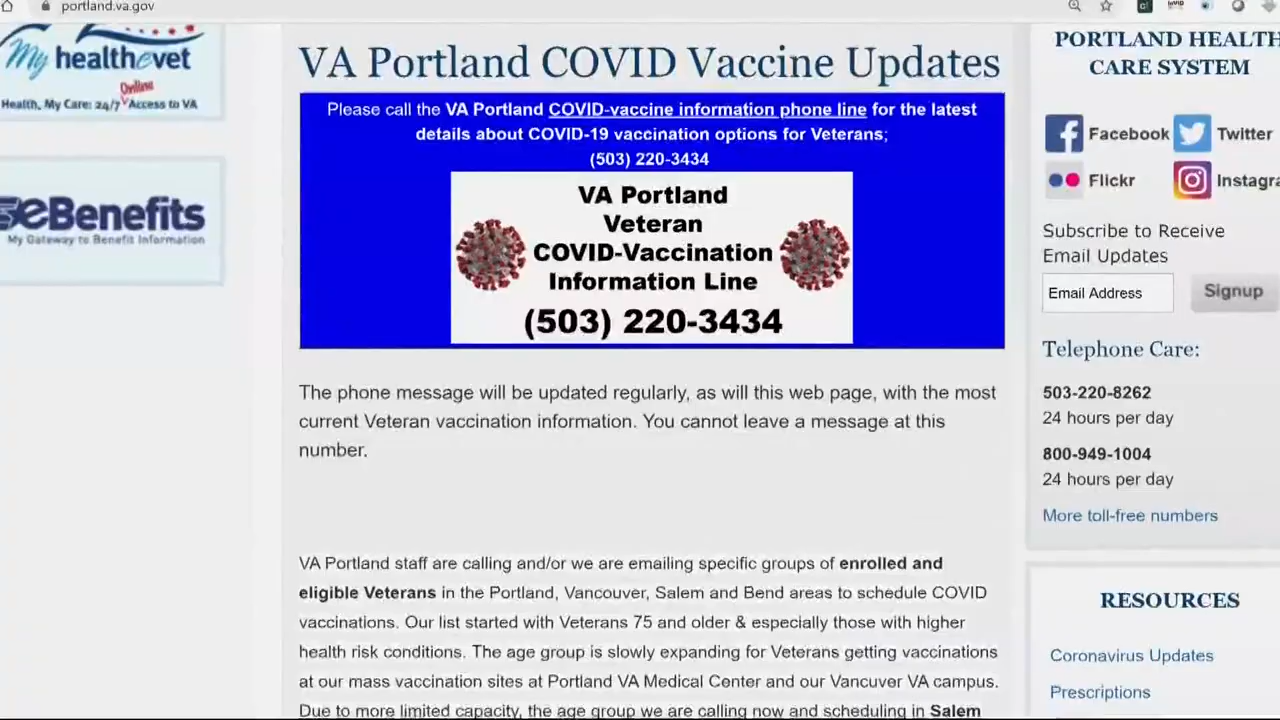 portland.va.gov
My healthevet
Online
Health, My Care: 24/7 Access to VA
eBenefits
My Gateway to Benefit Information
VA Portland COVID Vaccine Updates
Please call the VA Portland COVID-vaccine information phone line for the latest
details about COVID-19 vaccination options for Veterans;
(503) 220-3434
VA Portland
Veteran
COVID-Vaccination
Information Line
(503) 220-3434
The phone message will be updated regularly, as will this web page, with the most
current Veteran vaccination information. You cannot leave a message at this
number.
VA Portland staff are calling and/or we are emailing specific groups of enrolled and
eligible Veterans in the Portland, Vancouver, Salem and Bend areas to schedule COVID
vaccinations. Our list started with Veterans 75 and older & especially those with higher
health risk conditions. The age group is slowly expanding for Veterans getting vaccinations
at our mass vaccination sites at Portland VA Medical Center and our Vancuver VA campus.
Due to more limited capacity, the age group we are calling now and scheduling in Salem
PORTLAND HEALTH
CARE SYSTEM
Facebook
Twitter
Flickr
Instagra
Subscribe to Receive
Email Updates
Email Address
Signup
Telephone Care:
503-220-8262
24 hours per day
800-949-1004
24 hours per day
More toll-free numbers
RESOURCES
Coronavirus Updates
Prescriptions